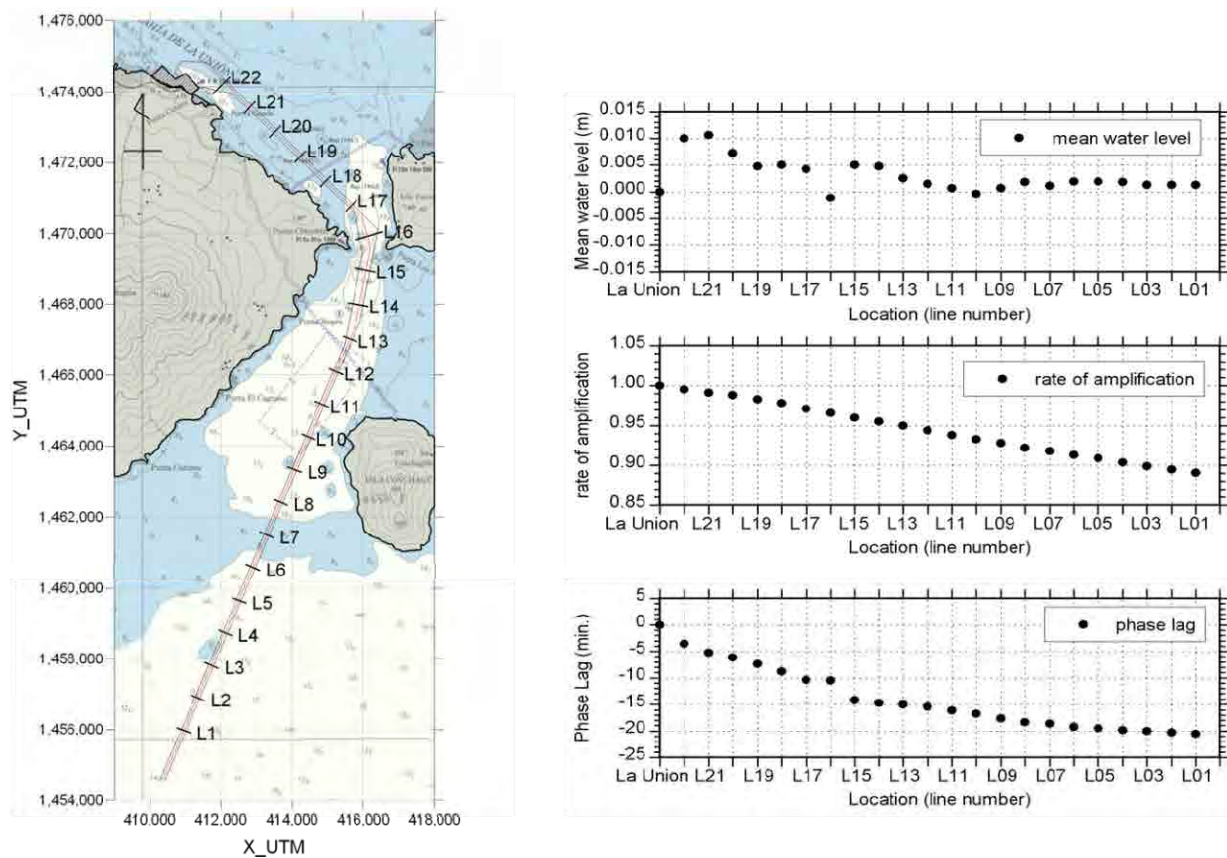 1,476,000
1,474,000
1,472,000
1,470,000
1,468,000
1,466,000
1,464,000
1,462,000
1,460,000
1,458,000
1,456,000
1,454,000
Y_UTM
BAHÍA DE LA UNIÓN
L22
L21
L20
L19
L18
L17
L16
L15
L14
L13
L12
L11
L10
L9
L8
L7
L6
L5
L4
L3
L2
L1
410,000 412,000 414,000 416,000 418,000
X_UTM
0.015
0.010
0.005
0.000
-0.005
-0.010
-0.015
Mean water level (m)
mean water level
La Union L21 L19 L17 L15 L13 L11 L09 L07 L05 L03 L01
Location (line number)
1.05
1.00
0.95
0.90
0.85
rate of amplification
rate of amplification
La Union L21 L19 L17 L15 L13 L11 L09 L07 L05 L03 L01
Location (line number)
0
-5
-10
-15
-20
-25
Phase Lag (min.)
phase lag
La Union L21 L19 L17 L15 L13 L11 L09 L07 L05 L03 L01
Location (line number)